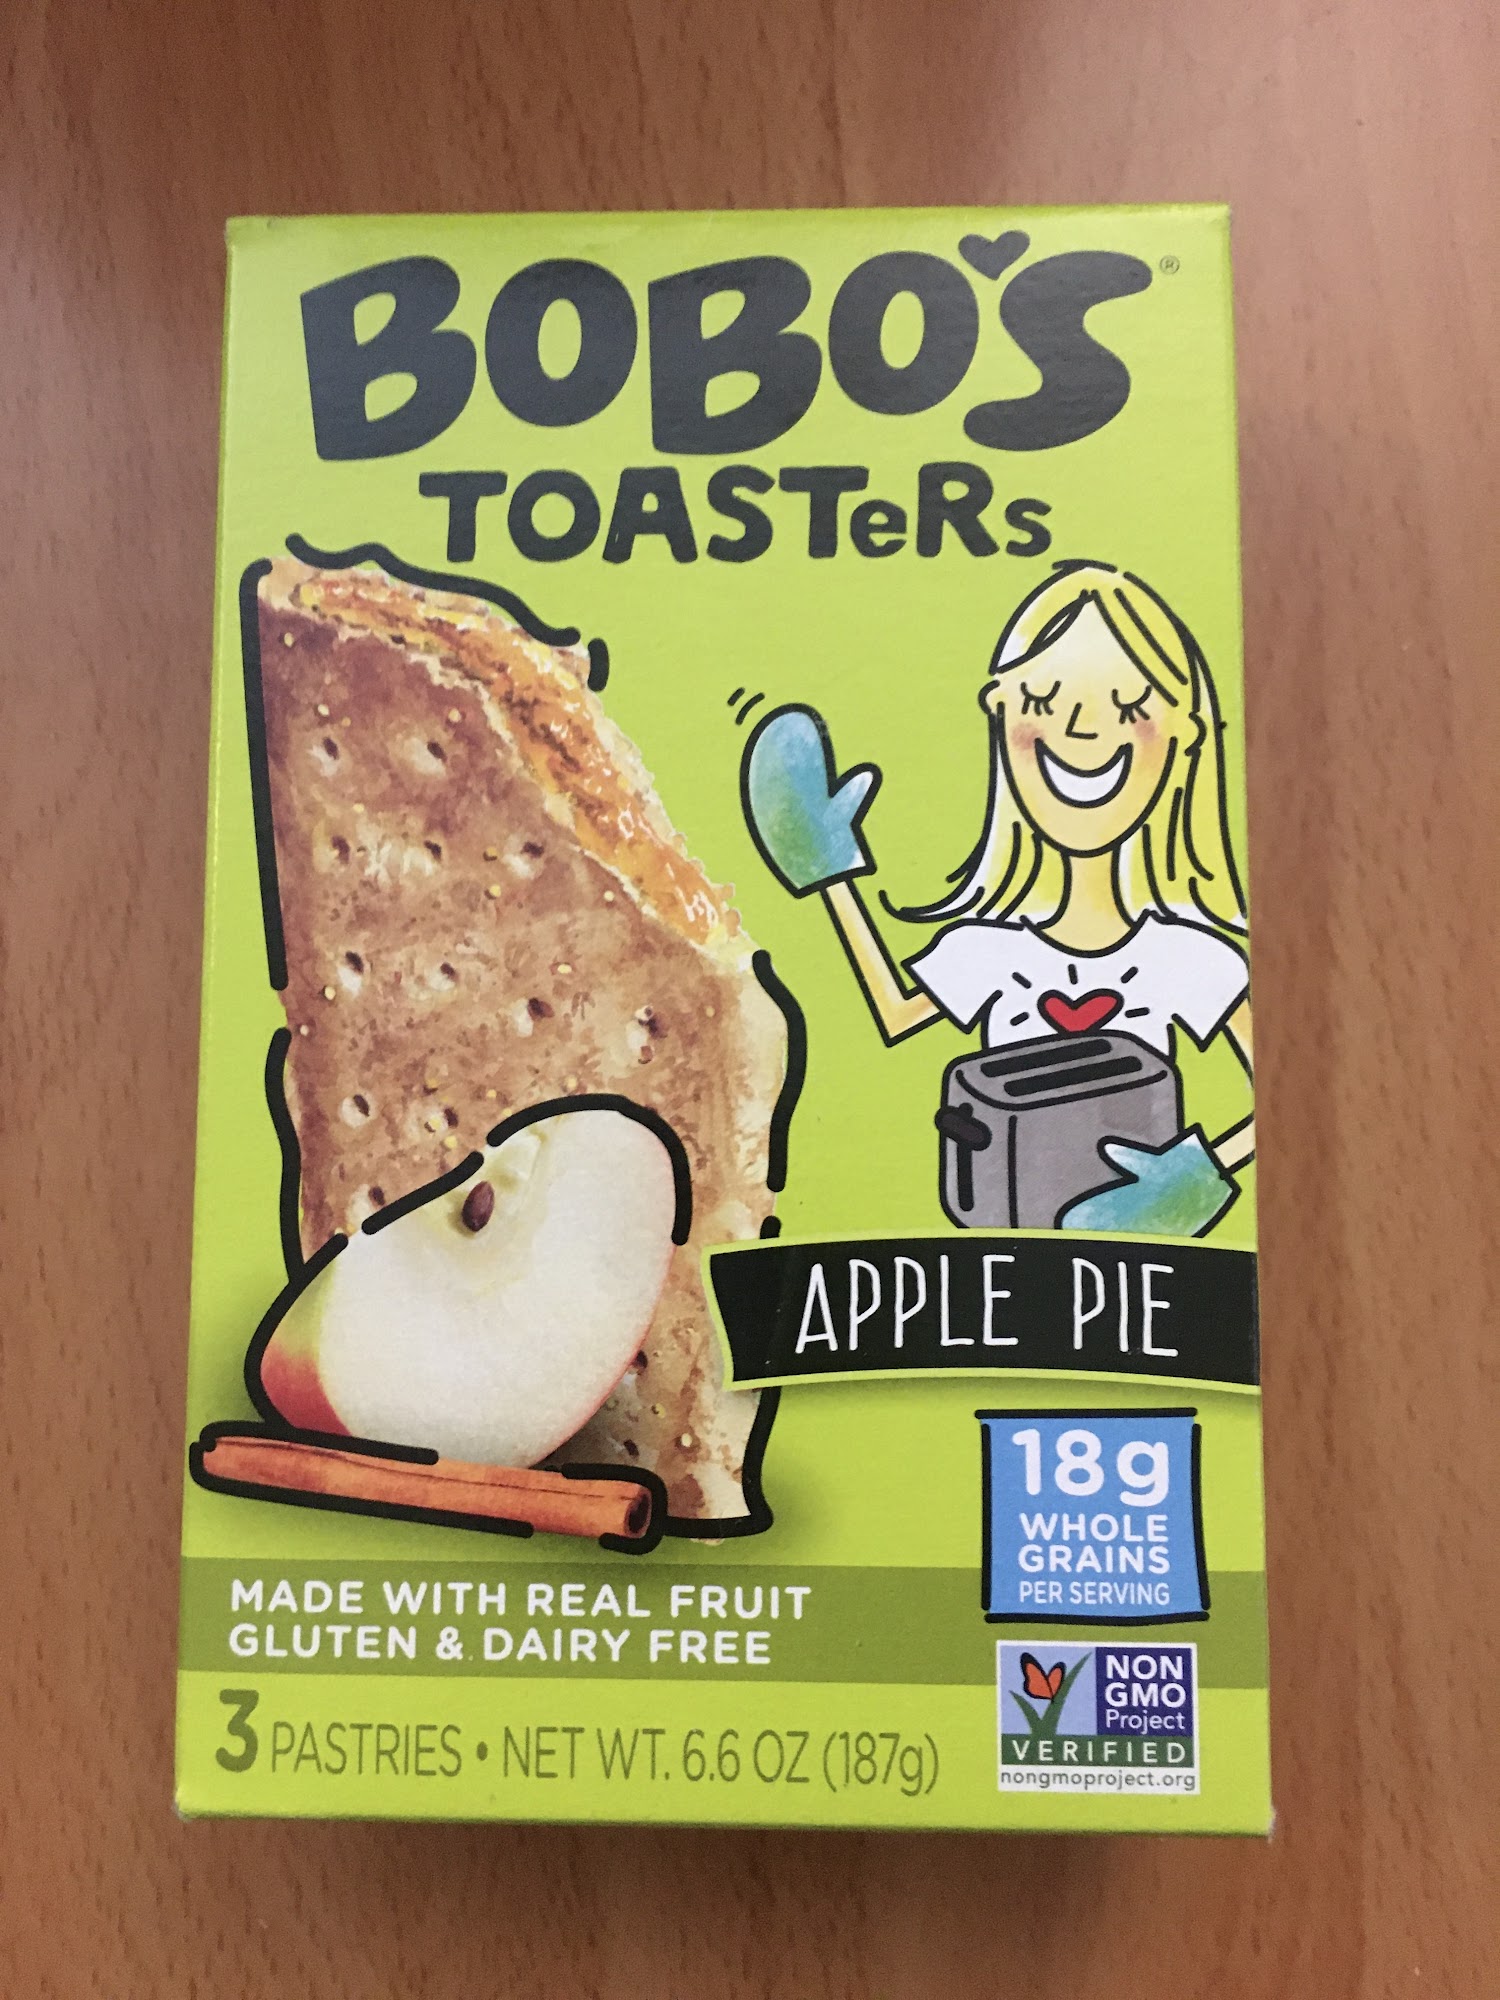 BOBO'S®
TOASTeRs
APPLE PIE
18g
WHOLE
GRAINS
PER SERVING
MADE WITH REAL FRUIT
GLUTEN & DAIRY FREE
3 PASTRIES • NET WT. 6.6 OZ (187g)
NON
GMO
Project
VERIFIED
nongmoproject.org